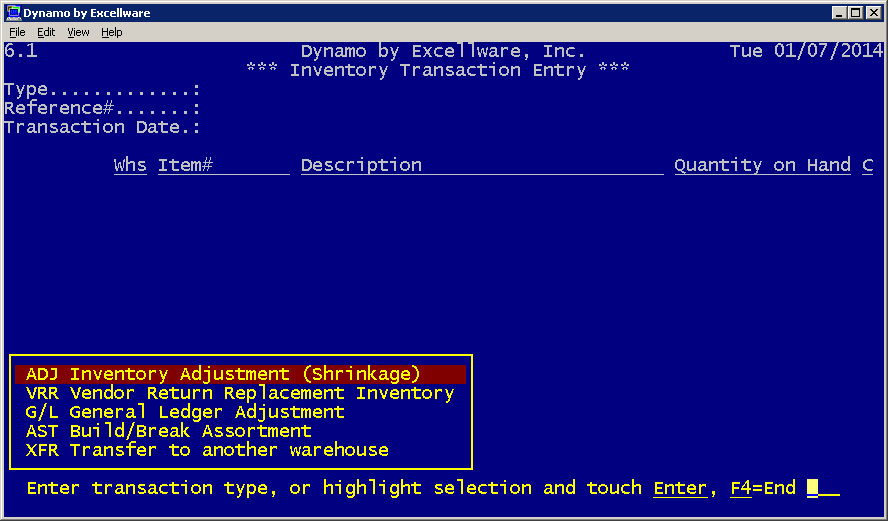 Dynamo by Excellware
File Edit View Help
6.1 Dynamo by Excellware, Inc. Tue 01/07/2014
*** Inventory Transaction Entry ***
Type.............:
Reference#.......:
Transaction Date.:
Whs Item# Description Quantity on Hand C
ADJ Inventory Adjustment (Shrinkage)
VRR Vendor Return Replacement Inventory
G/L General Ledger Adjustment
AST Build/Break Assortment
XFR Transfer to another warehouse
Enter transaction type, or highlight selection and touch Enter, F4=End